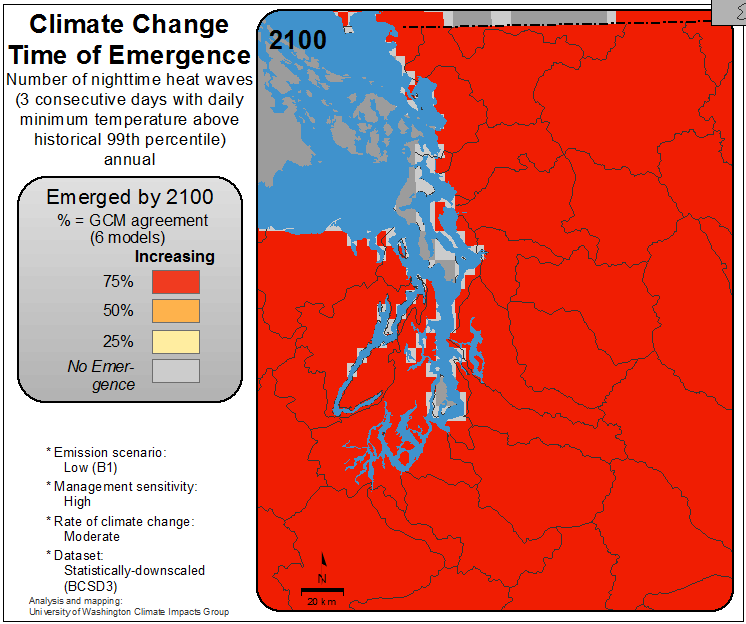 Climate Change
Time of Emergence
Number of nighttime heat waves
(3 consecutive days with daily
minimum temperature above
historical 99th percentile)
annual
Emerged by 2100
% = GCM agreement
(6 models)
Increasing
75%
50%
25%
No Emer-
gence
* Emission scenario:
Low (B1)
* Management sensitivity:
High
* Rate of climate change:
Moderate
* Dataset:
Statistically-downscaled
(BCSD3)
Analysis and mapping:
University of Washington Climate Impacts Group
2100
N
20 km